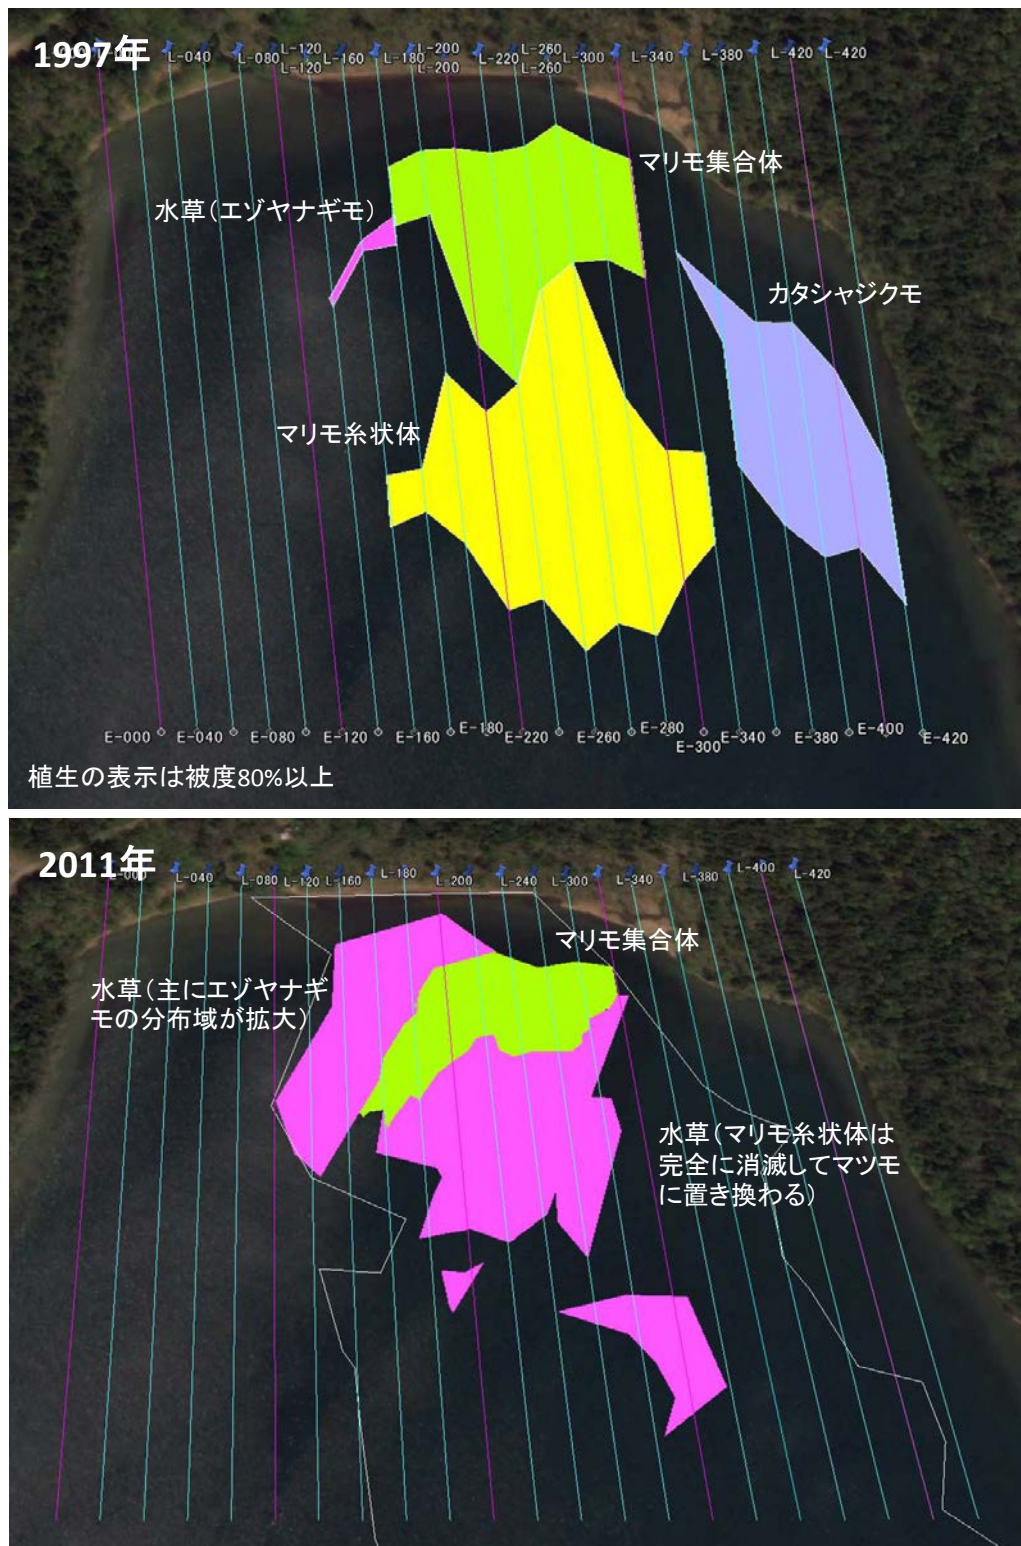 1997年
L-040
L-080
L-120
L-120
L-160
L-180
L-200
L-200
L-220
L-260
L-260
L-300
L-340
L-380
L-420
L-420
マリモ集合体
水草（エゾヤナギモ）
カタシャジクモ
マリモ糸状体
E-000
E-040
E-080
E-120
E-160
E-180
E-220
E-260
E-280
E-300
E-340
E-380
E-400
E-420
植生の表示は被度80%以上
2011年
L-040
L-080
L-120
L-160
L-180
L-200
L-240
L-300
L-340
L-380
L-400
L-420
マリモ集合体
水草（主にエゾヤナギ
モの分布域が拡大）
水草（マリモ糸状体は
完全に消滅してマツモ
に置き換わる）